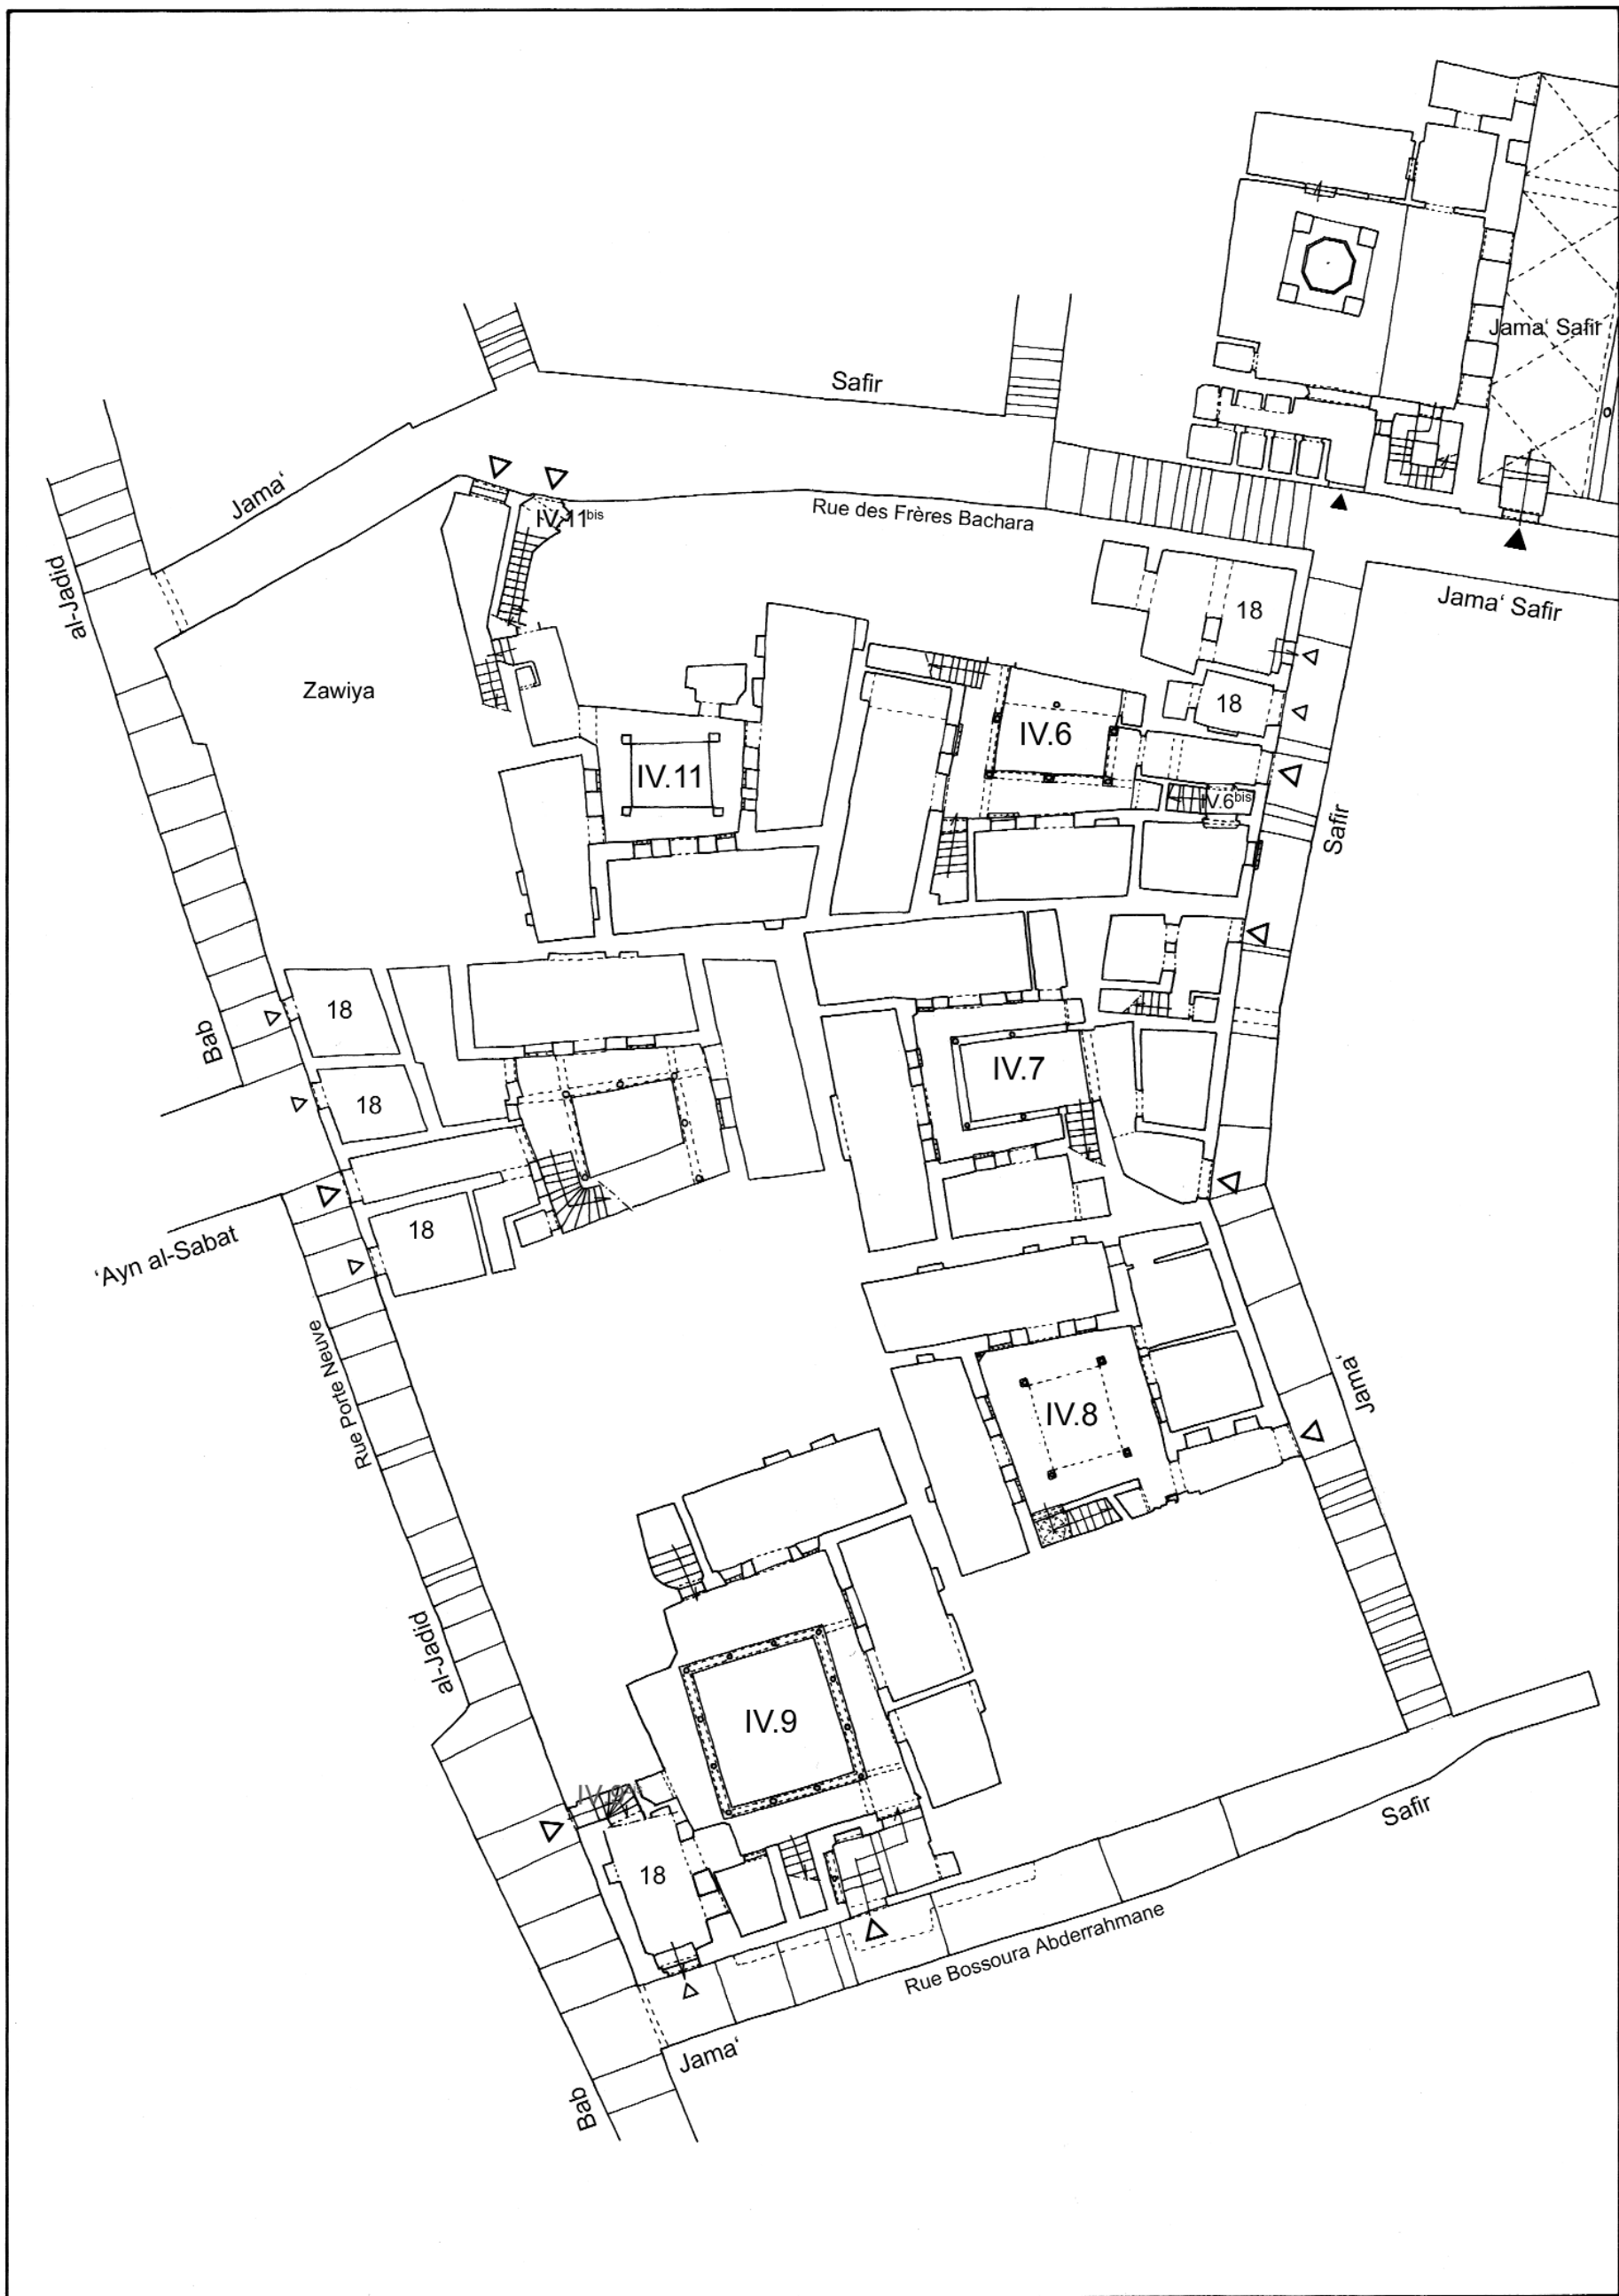 Jama‘ Safir
Safir
Jama‘
Rue des Frères Bachara
IV.11bis
al-Jadid
Jama‘ Safir
18
Zawiya
18
IV.6
IV.11
IV.6bis
Safir
18
Bab
IV.7
18
18
‘Ayn al-Sabat
Rue Porte Neuve
Jama‘
IV.8
al-Jadid
IV.9
Safir
18
Rue Bossoura Abderrahmane
Jama‘
Bab